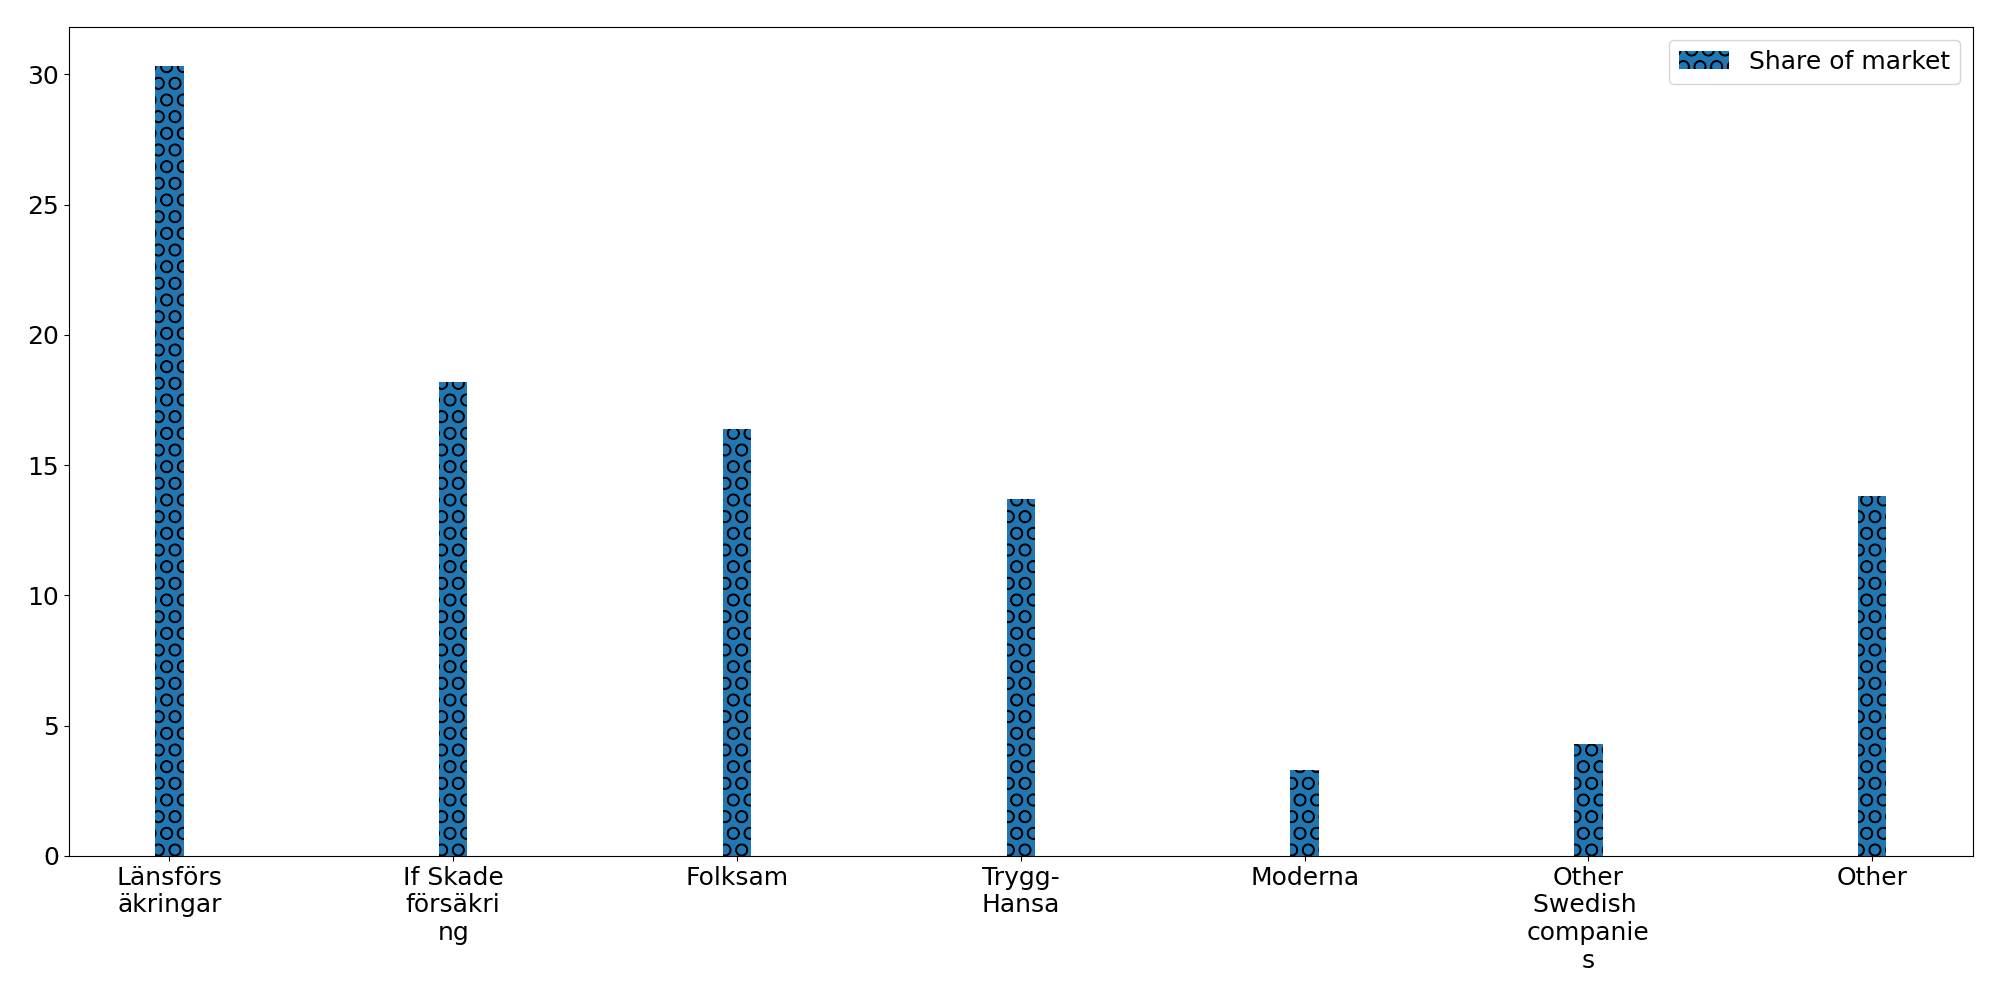 Share of market
30
25
20
15
10
5
0
Länsförs
äkringar
If Skade
försäkri
ng
Folksam
Trygg-
Hansa
Moderna
Other
Swedish
companie
s
Other